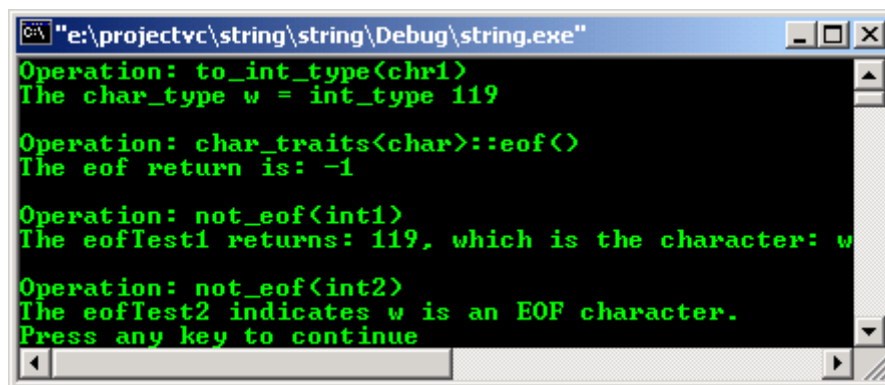 "e:\projectvc\string\string\Debug\string.exe"
Operation: to_int_type(chr1)
The char_type w = int_type 119
Operation: char_traits<char>::eof()
The eof return is: -1
Operation: not_eof(int1)
The eofTest1 returns: 119, which is the character: w
Operation: not_eof(int2)
The eofTest2 indicates w is an EOF character.
Press any key to continue